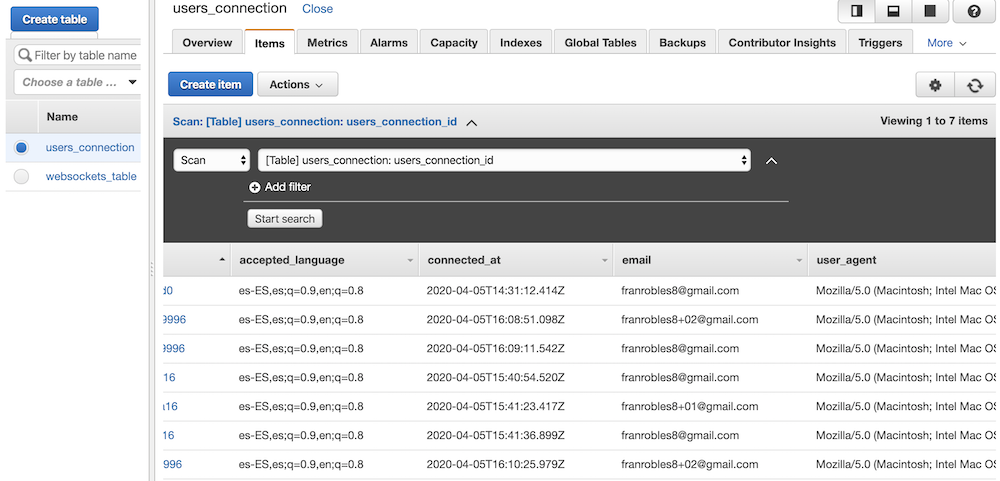 Create table
Filter by table name
Choose a table ...
Name
users_connection
websockets_table
users_connection Close
Overview Items Metrics Alarms Capacity Indexes Global Tables Backups Contributor Insights Triggers More
Create item Actions
Scan: [Table] users_connection: users_connection_id Viewing 1 to 7 items
Scan [Table] users_connection: users_connection_id
Add filter
Start search
accepted_language connected_at email user_agent
d0 es-ES,es;q=0.9,en;q=0.8 2020-04-05T14:31:12.414Z franrobles8@gmail.com Mozilla/5.0 (Macintosh; Intel Mac OS
9996 es-ES,es;q=0.9,en;q=0.8 2020-04-05T16:08:51.098Z franrobles8+02@gmail.com Mozilla/5.0 (Macintosh; Intel Mac OS
9996 es-ES,es;q=0.9,en;q=0.8 2020-04-05T16:09:11.542Z franrobles8@gmail.com Mozilla/5.0 (Macintosh; Intel Mac OS
16 es-ES,es;q=0.9,en;q=0.8 2020-04-05T15:40:54.520Z franrobles8@gmail.com Mozilla/5.0 (Macintosh; Intel Mac OS
a16 es-ES,es;q=0.9,en;q=0.8 2020-04-05T15:41:23.417Z franrobles8+01@gmail.com Mozilla/5.0 (Macintosh; Intel Mac OS
16 es-ES,es;q=0.9,en;q=0.8 2020-04-05T15:41:36.899Z franrobles8@gmail.com Mozilla/5.0 (Macintosh; Intel Mac OS
996 es-ES,es;q=0.9,en;q=0.8 2020-04-05T16:10:25.979Z franrobles8+02@gmail.com Mozilla/5.0 (Macintosh; Intel Mac OS